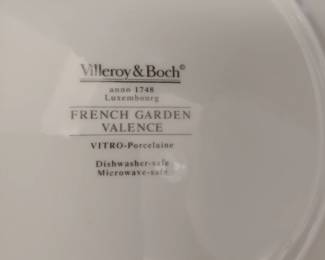 Villeroy & Boch©
anno 1748
Luxembourg
FRENCH GARDEN
VALENCE
VITRO-Porcelaine
Dishwasher-safe
Microwave-safe